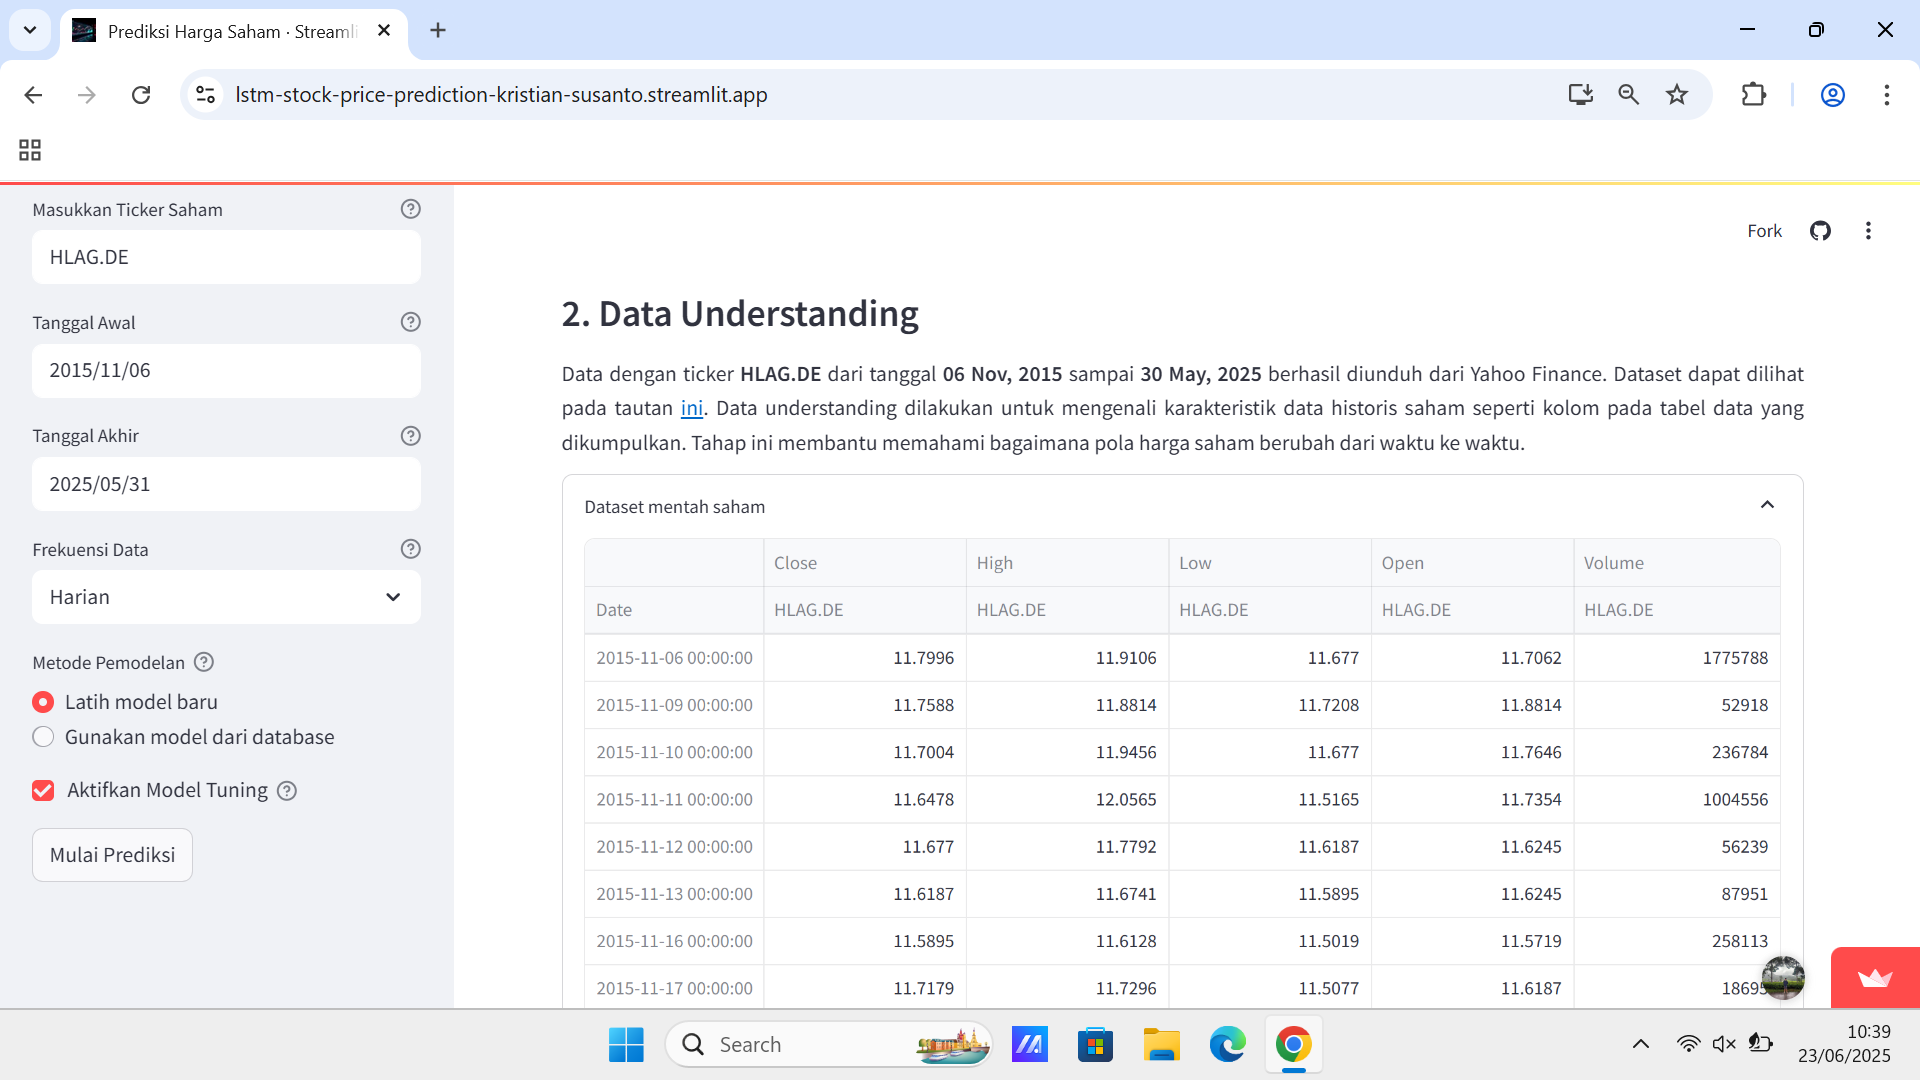 Prediksi Harga Saham · Streamli
lstm-stock-price-prediction-kristian-susanto.streamlit.app
Masukkan Ticker Saham
HLAG.DE
Tanggal Awal
2015/11/06
Tanggal Akhir
2025/05/31
Frekuensi Data
Harian
Metode Pemodelan
Latih model baru
Gunakan model dari database
Aktifkan Model Tuning
Mulai Prediksi
Fork
2. Data Understanding
Data dengan ticker HLAG.DE dari tanggal 06 Nov, 2015 sampai 30 May, 2025 berhasil diunduh dari Yahoo Finance. Dataset dapat dilihat
pada tautan ini. Data understanding dilakukan untuk mengenali karakteristik data historis saham seperti kolom pada tabel data yang
dikumpulkan. Tahap ini membantu memahami bagaimana pola harga saham berubah dari waktu ke waktu.
Dataset mentah saham
Close High Low Open Volume
Date HLAG.DE HLAG.DE HLAG.DE HLAG.DE HLAG.DE
2015-11-06 00:00:00 11.7996 11.9106 11.677 11.7062 1775788
2015-11-09 00:00:00 11.7588 11.8814 11.7208 11.8814 52918
2015-11-10 00:00:00 11.7004 11.9456 11.677 11.7646 236784
2015-11-11 00:00:00 11.6478 12.0565 11.5165 11.7354 1004556
2015-11-12 00:00:00 11.677 11.7792 11.6187 11.6245 56239
2015-11-13 00:00:00 11.6187 11.6741 11.5895 11.6245 87951
2015-11-16 00:00:00 11.5895 11.6128 11.5019 11.5719 258113
2015-11-17 00:00:00 11.7179 11.7296 11.5077 11.6187 18695
Search
10:39
23/06/2025